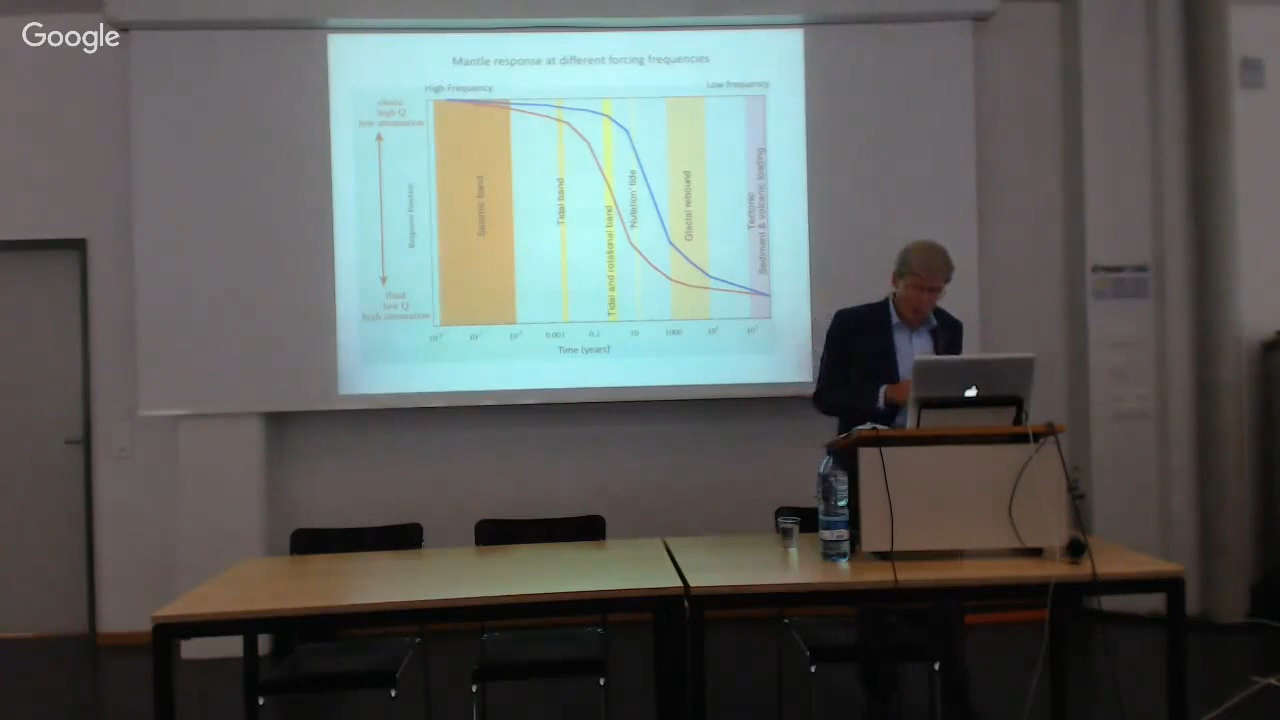 Google
Mantle response at different forcing frequencies
High Frequency
Low frequency
elastic
high Q
low attenuation
Response function
fluid
low Q
high attenuation
Seismic band
Tidal band
Tidal and rotational band
'Nutation' tide
Glacial rebound
Tectonic
Sediment & volcanic loading
0.001
0.1
10
1000
Time (years)